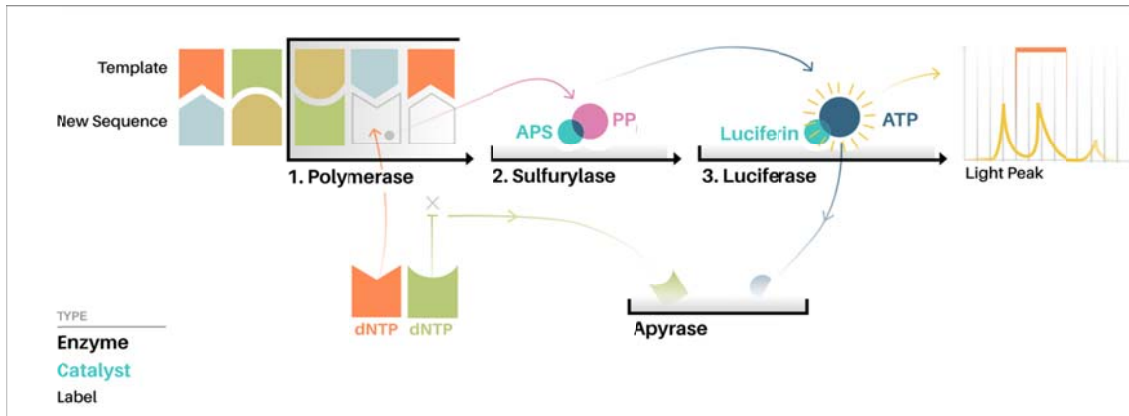 Template
New Sequence
APS
PPi
Luciferin
ATP
1. Polymerase
2. Sulfurylase
3. Luciferase
Light Peak
X
dNTP
dNTP
Apyrase
TYPE
Enzyme
Catalyst
Label